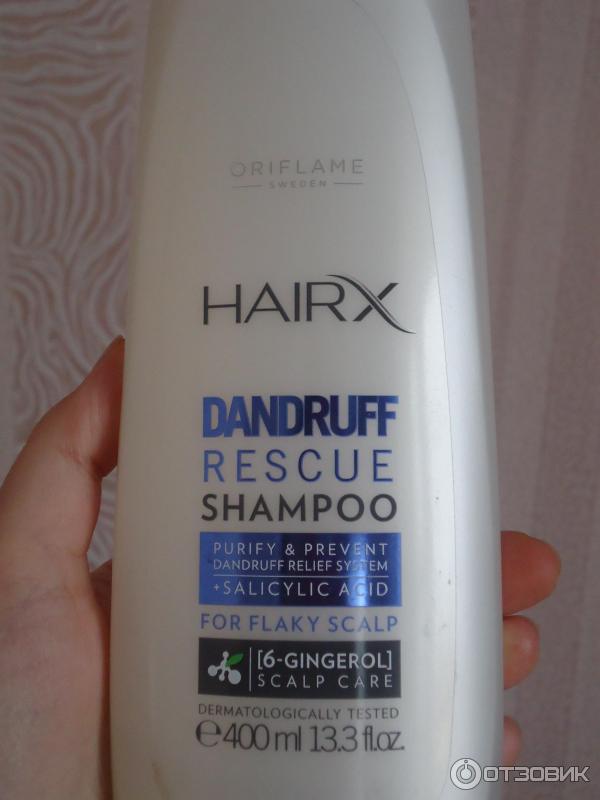 ORIFLAME
SWEDEN
HAIRX
DANDRUFF
RESCUE
SHAMPOO
PURIFY & PREVENT
DANDRUFF RELIEF SYSTEM
+SALICYLIC ACID
FOR FLAKY SCALP
[6-GINGEROL]
SCALP CARE
DERMATOLOGICALLY TESTED
℮400 ml 13.3 fl.oz.
ОТЗОВИК